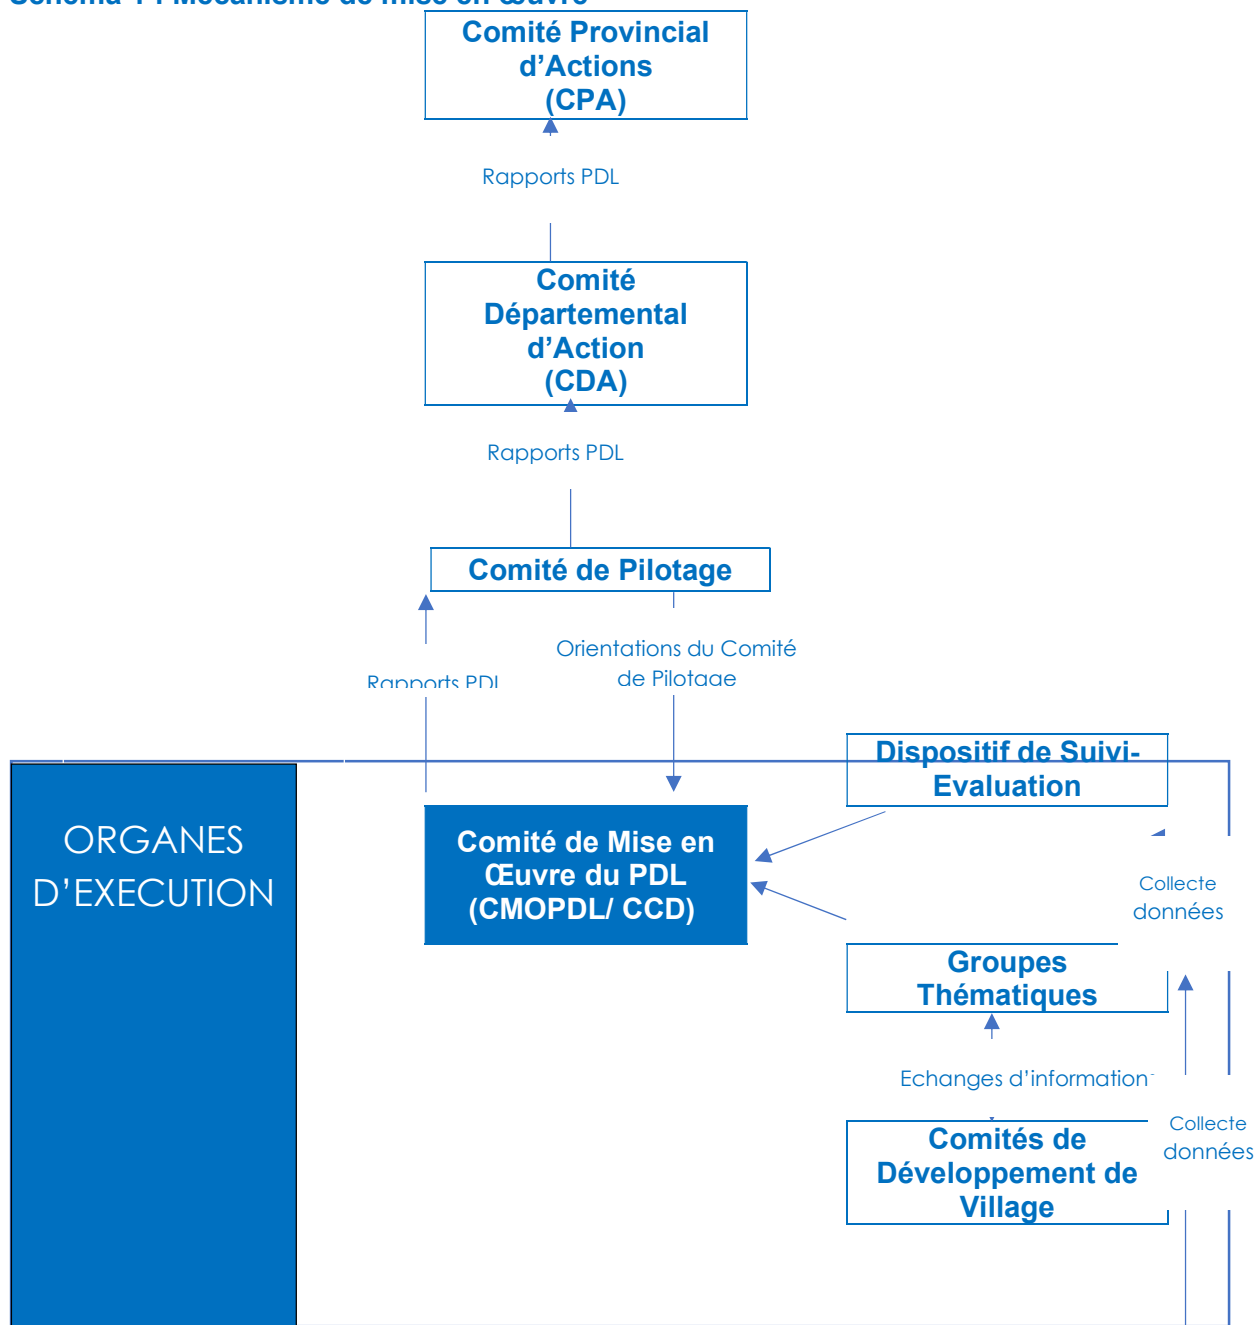 Comité Provincial
d’Actions
(CPA)
Rapports PDL
Comité
Départemental
d’Action
(CDA)
Rapports PDL
Comité de Pilotage
Orientations du Comité
de Pilotage
Rapports PDL
Dispositif de Suivi-
Evaluation
ORGANES
D’EXECUTION
Comité de Mise en
Œuvre du PDL
(CMOPDL/ CCD)
Collecte
données
Groupes
Thématiques
Echanges d’information
Collecte
données
Comités de
Développement de
Village